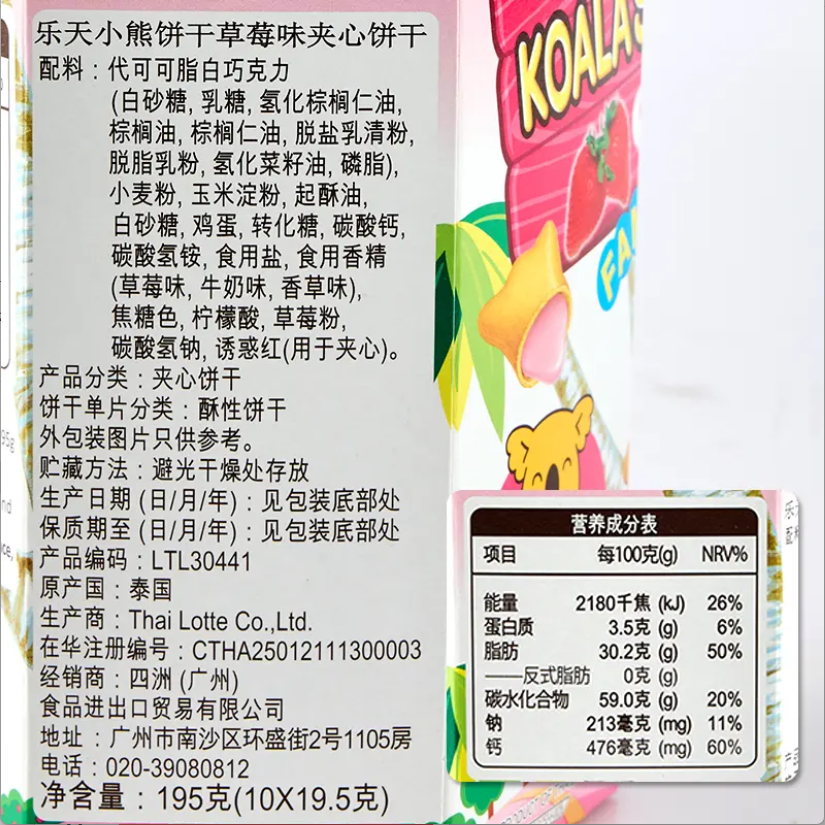 乐天小熊饼干草莓味夹心饼干
配料：代可可脂白巧克力
(白砂糖, 乳糖, 氢化棕榈仁油,
棕榈油, 棕榈仁油, 脱盐乳清粉,
脱脂乳粉, 氢化菜籽油, 磷脂),
小麦粉, 玉米淀粉, 起酥油,
白砂糖, 鸡蛋, 转化糖, 碳酸钙,
碳酸氢铵, 食用盐, 食用香精
(草莓味, 牛奶味, 香草味),
焦糖色, 柠檬酸, 草莓粉,
碳酸氢钠, 诱惑红(用于夹心)。
产品分类：夹心饼干
饼干单片分类：酥性饼干
外包装图片只供参考。
贮藏方法：避光干燥处存放
生产日期 (日/月/年)：见包装底部处
保质期至 (日/月/年)：见包装底部处
产品编码：LTL30441
原产国：泰国
生产商：Thai Lotte Co.,Ltd.
在华注册编号：CTHA25012111300003
经销商：四洲 (广州)
食品进出口贸易有限公司
地址：广州市南沙区环盛街2号1105房
电话：020-39080812
净含量：195克(10X19.5克)
KOALA'S
FA
营养成分表
项目 每100克(g) NRV%
能量 2180千焦 (kJ) 26%
蛋白质 3.5克 (g) 6%
脂肪 30.2克 (g) 50%
——反式脂肪 0克 (g)
碳水化合物 59.0克 (g) 20%
钠 213毫克 (mg) 11%
钙 476毫克 (mg) 60%